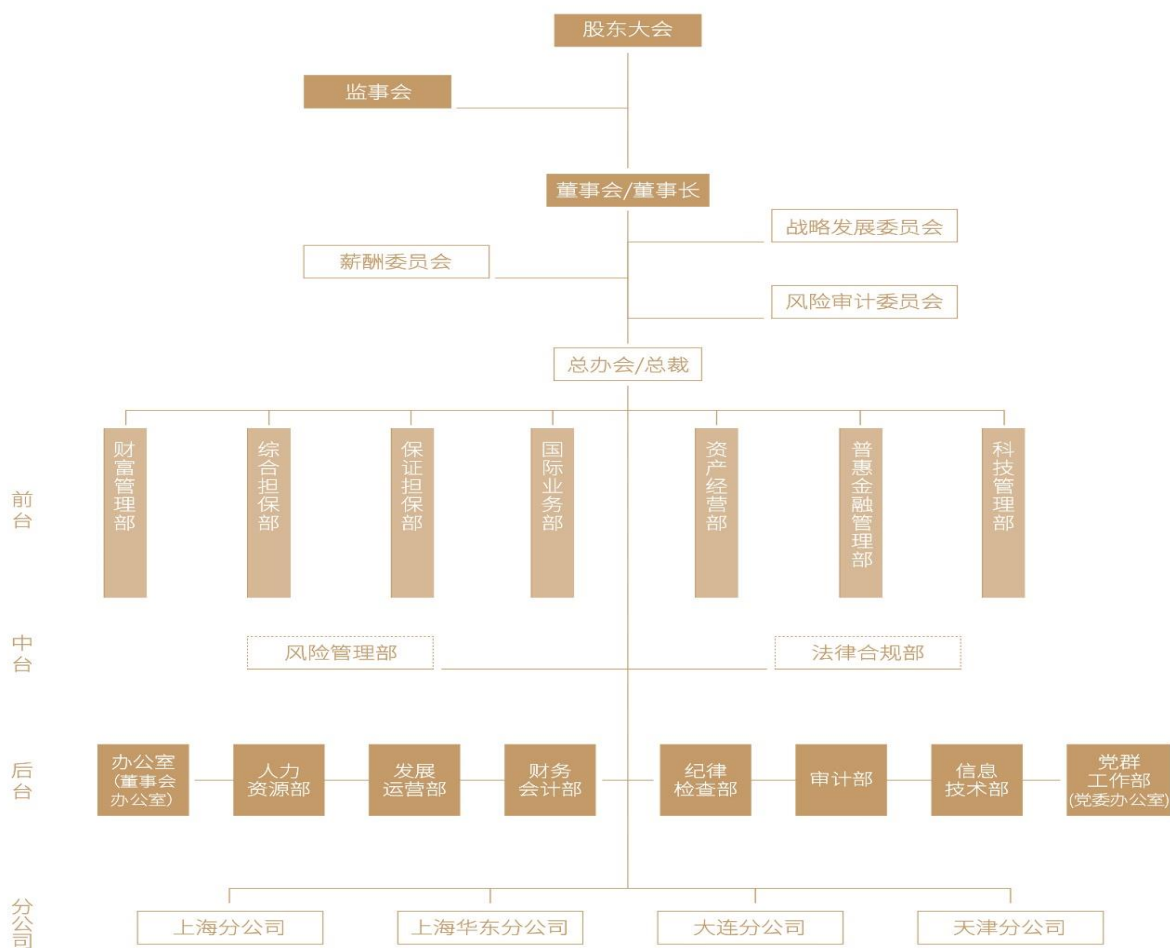 股东大会
监事会
董事会/董事长
战略发展委员会
薪酬委员会
风险审计委员会
总办会/总裁
前台
财富管理部
综合担保部
保证担保部
国际业务部
资产经营部
普惠金融管理部
科技管理部
中台
风险管理部
法律合规部
后台
办公室
(董事会
办公室)
人力
资源部
发展
运营部
财务
会计部
纪律
检查部
审计部
信息
技术部
党群
工作部
(党委办公室)
分公司
上海分公司
上海华东分公司
大连分公司
天津分公司